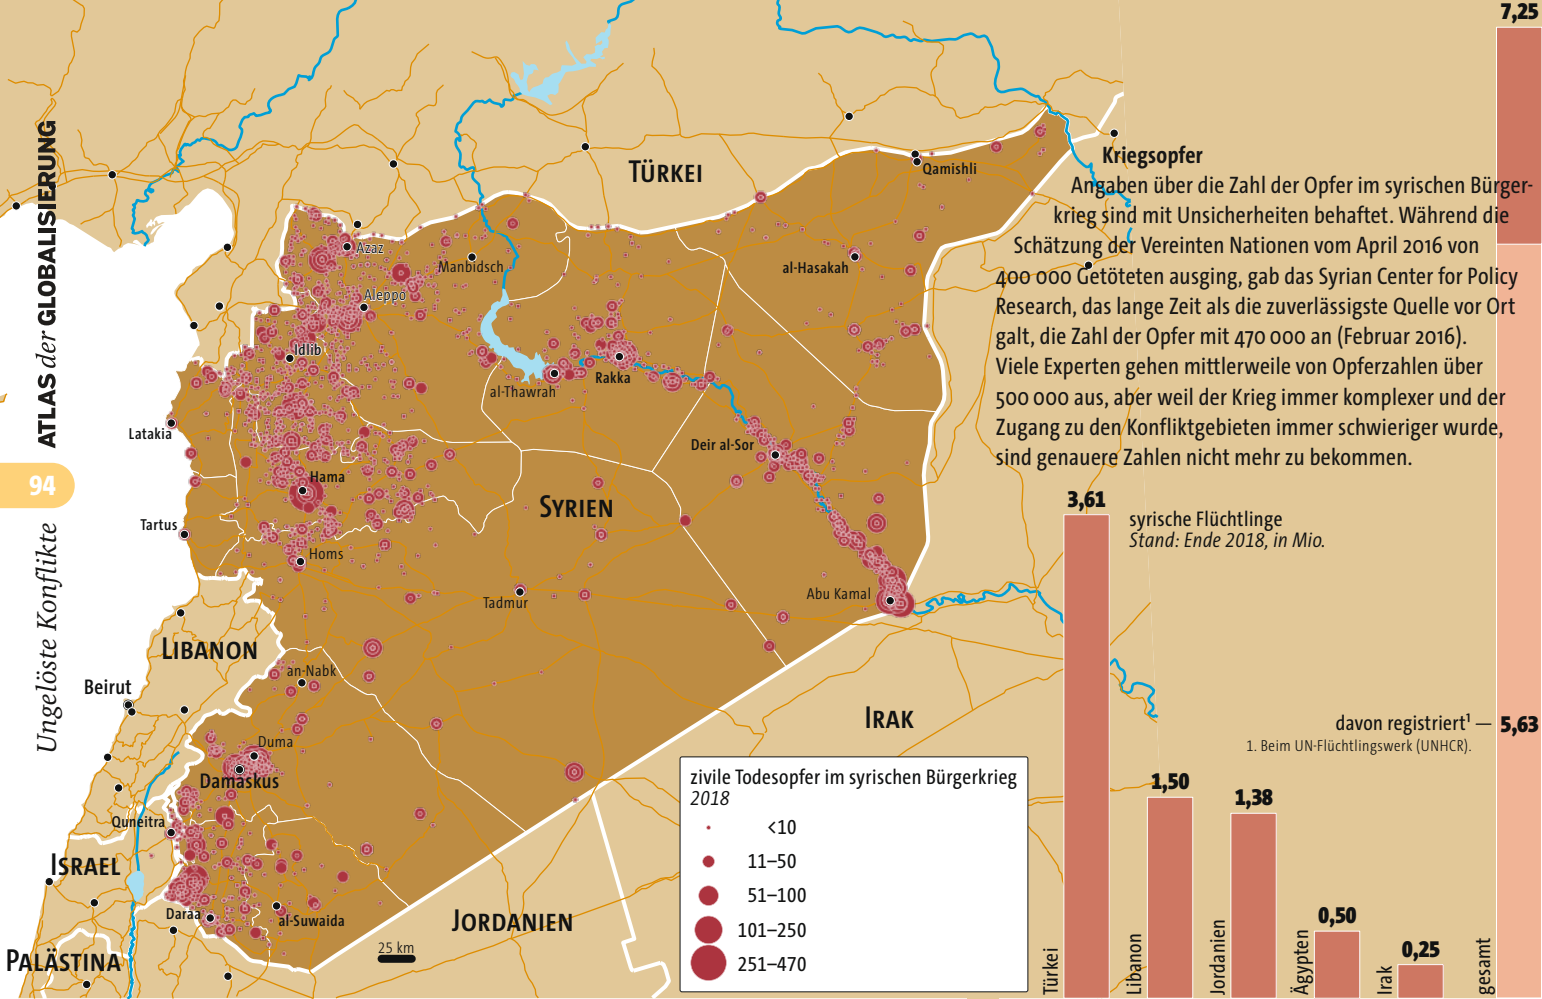 ATLAS der GLOBALISIERUNG
94
Ungelöste Konflikte
TÜRKEI
Qamishli
Azaz
Manbidsch
al-Hasakah
Aleppo
Idlib
al-Thawrah
Rakka
Latakia
Deir al-Sor
Hama
SYRIEN
Tartus
Homs
Tadmur
Abu Kamal
LIBANON
an-Nabk
Beirut
IRAK
Duma
Damaskus
Quneitra
ISRAEL
Daraa
al-Suwaida
JORDANIEN
PALÄSTINA
25 km
Kriegsopfer
Angaben über die Zahl der Opfer im syrischen Bürger-
krieg sind mit Unsicherheiten behaftet. Während die
Schätzung der Vereinten Nationen vom April 2016 von
400 000 Getöteten ausging, gab das Syrian Center for Policy
Research, das lange Zeit als die zuverlässigste Quelle vor Ort
galt, die Zahl der Opfer mit 470 000 an (Februar 2016).
Viele Experten gehen mittlerweile von Opferzahlen über
500 000 aus, aber weil der Krieg immer komplexer und der
Zugang zu den Konfliktgebieten immer schwieriger wurde,
sind genauere Zahlen nicht mehr zu bekommen.
zivile Todesopfer im syrischen Bürgerkrieg
2018
<10
11–50
51–100
101–250
251–470
syrische Flüchtlinge
Stand: Ende 2018, in Mio.
3,61
Türkei
1,50
Libanon
1,38
Jordanien
0,50
Ägypten
0,25
Irak
7,25
gesamt
davon registriert¹ — 5,63
1. Beim UN-Flüchtlingswerk (UNHCR).